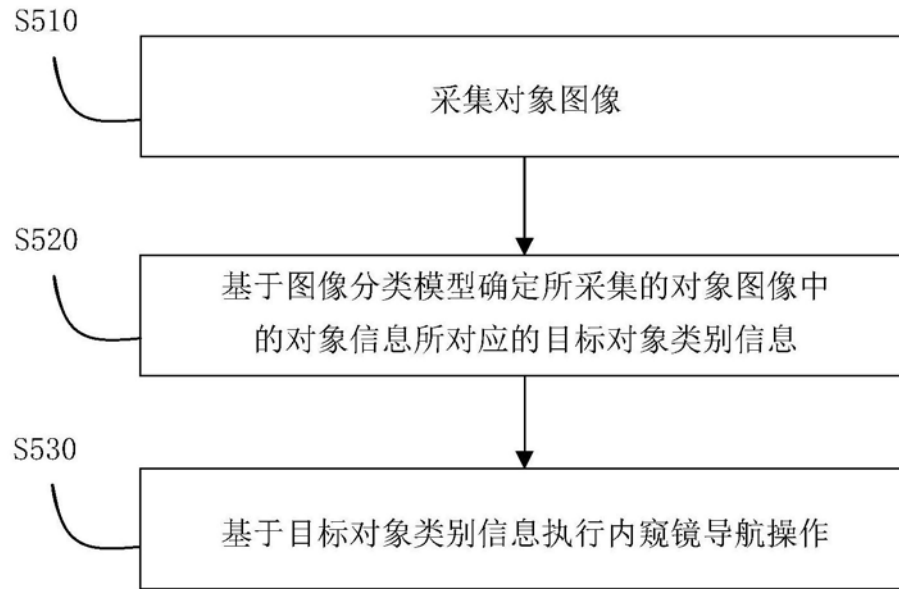 S510
采集对象图像
S520
基于图像分类模型确定所采集的对象图像中
的对象信息所对应的目标对象类别信息
S530
基于目标对象类别信息执行内窥镜导航操作